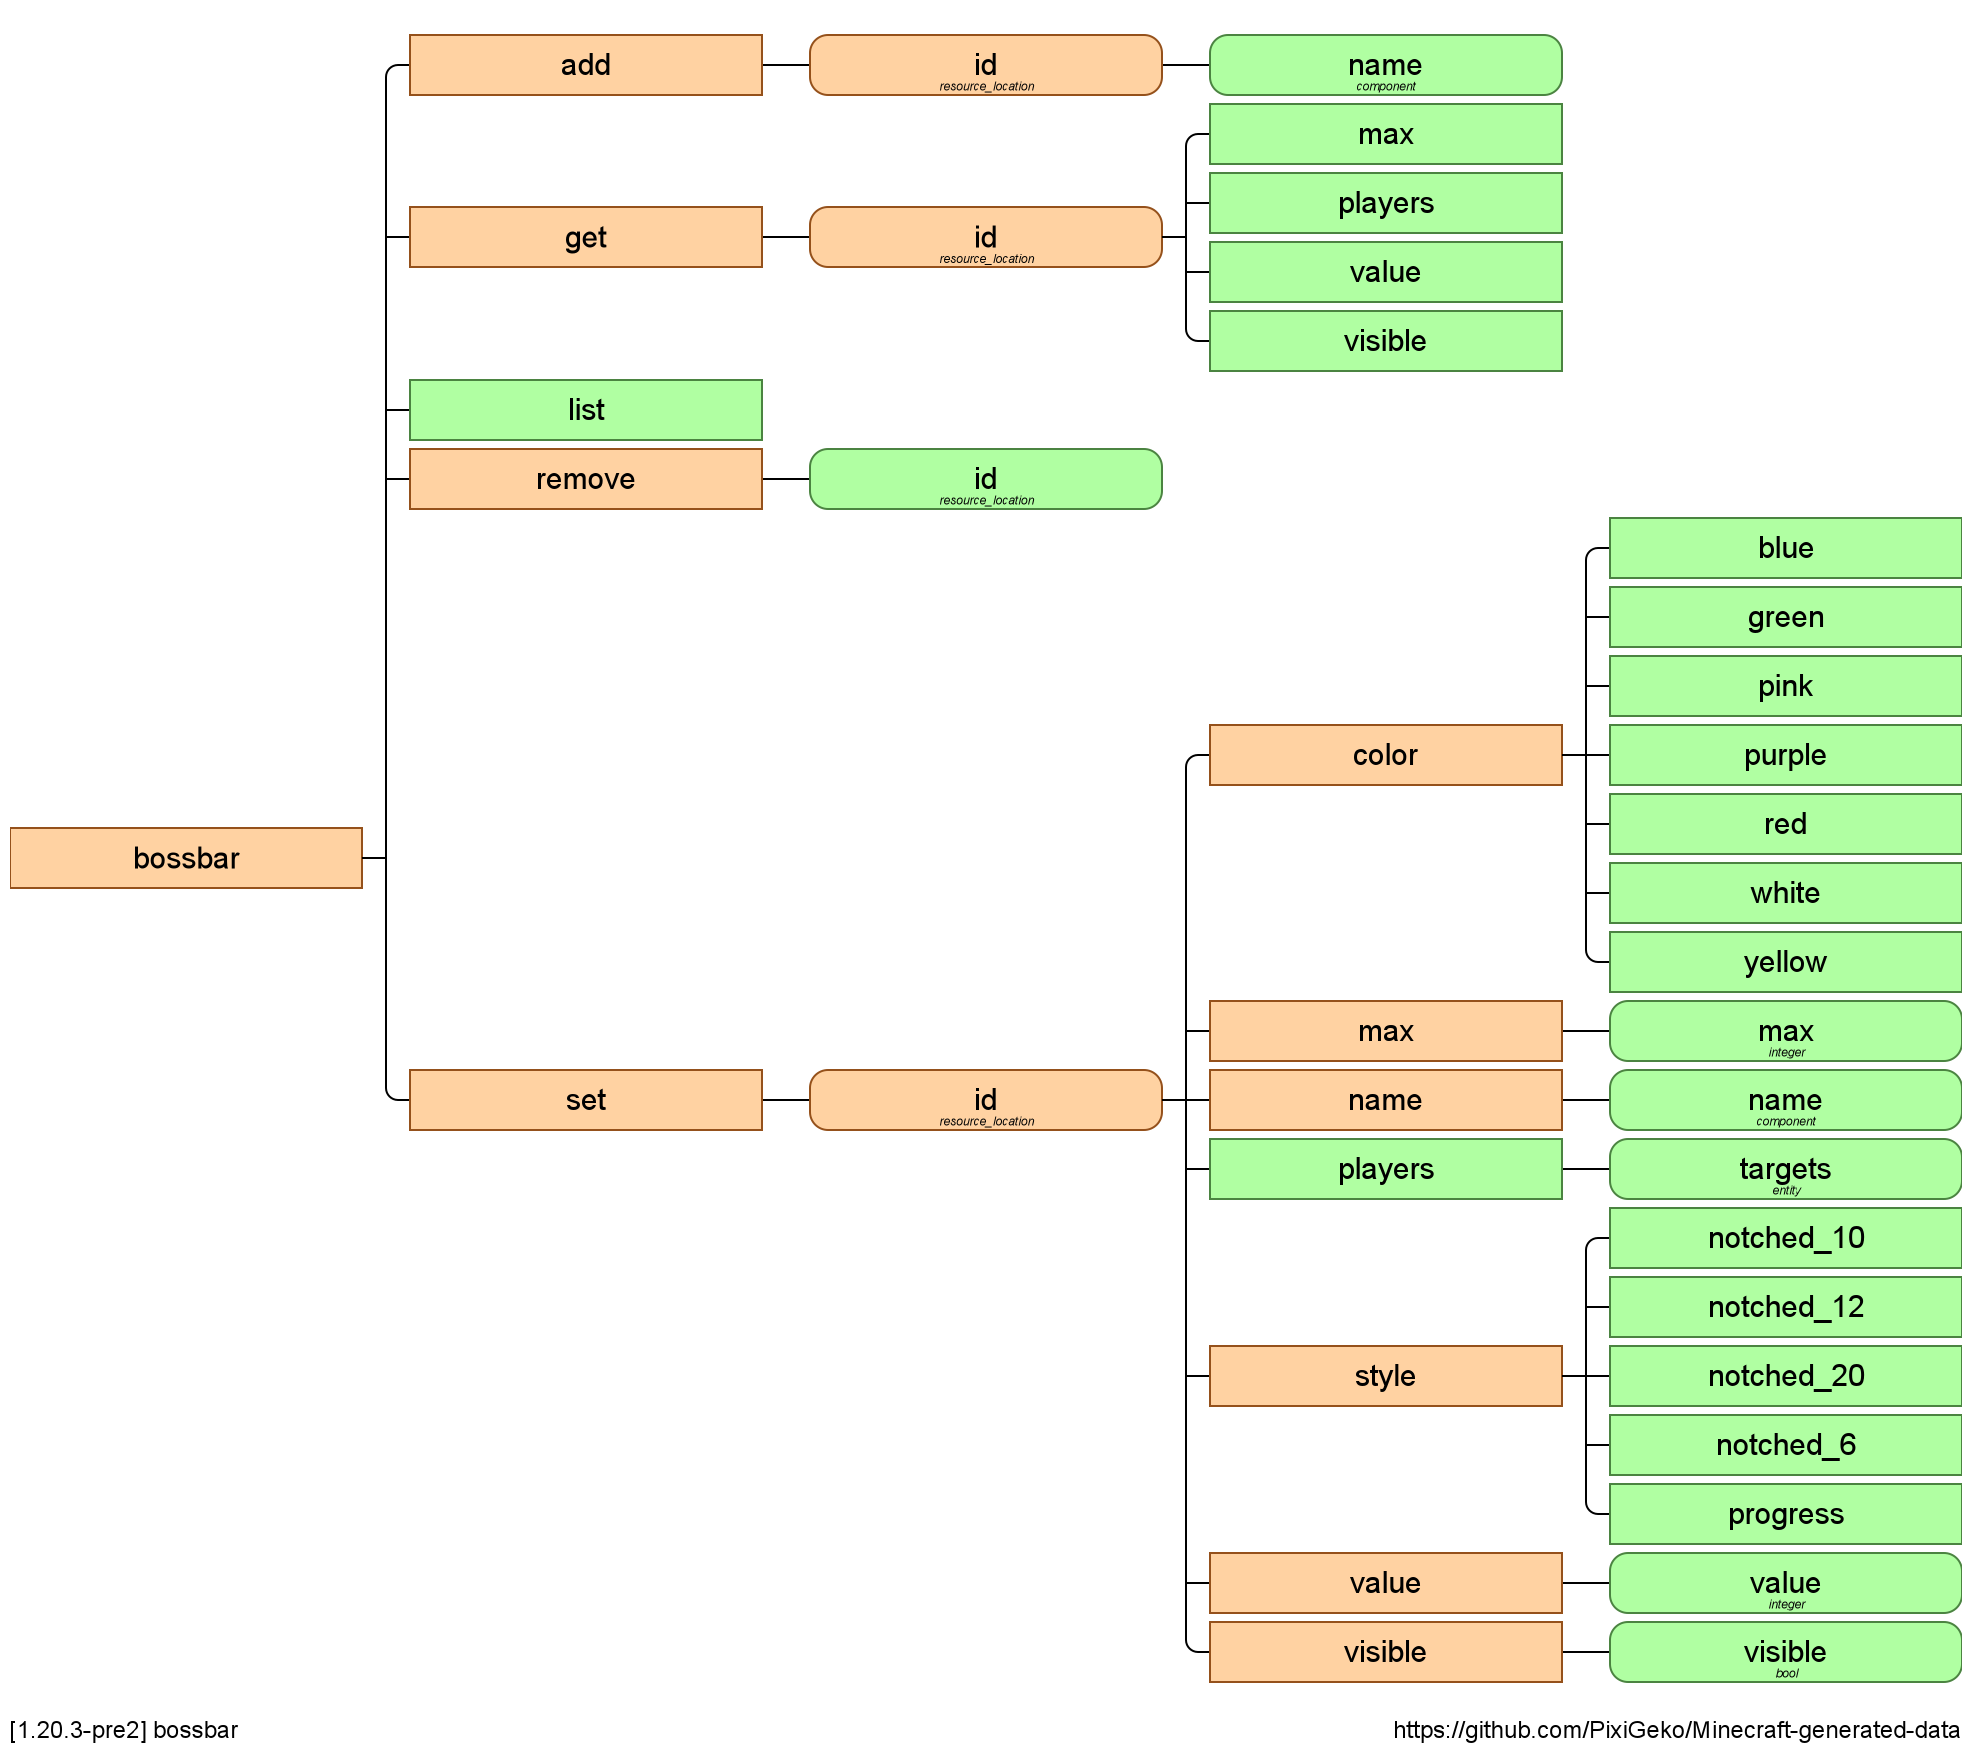 add
id
resource_location
name
component
max
players
get
id
resource_location
value
visible
list
remove
id
resource_location
blue
green
pink
color
purple
red
bossbar
white
yellow
max
max
integer
set
id
resource_location
name
name
component
players
targets
entity
notched_10
notched_12
style
notched_20
notched_6
progress
value
value
integer
visible
visible
bool
[1.20.3-pre2] bossbar
https://github.com/PixiGeko/Minecraft-generated-data